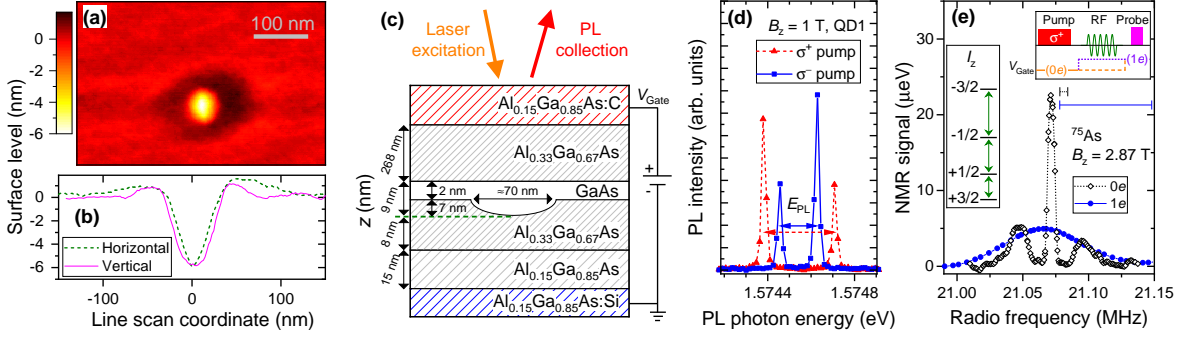 (a)
100 nm
0
-2
-4
-6
Surface level (nm)
(b)
0
-2
-4
-6
Horizontal
Vertical
-100
0
100
Line scan coordinate (nm)
(c)
Laser
excitation
PL
collection
z (nm)
268 nm
9 nm
8 nm
15 nm
Al0.15Ga0.85As:C
Al0.33Ga0.67As
GaAs
2 nm
7 nm
≈70 nm
Al0.33Ga0.67As
Al0.15Ga0.85As
Al0.15Ga0.85As:Si
VGate
+
-
(d)
Bz = 1 T, QD1
σ+ pump
σ− pump
EPL
PL intensity (arb. units)
1.5744
1.5748
PL photon energy (eV)
(e)
Pump
RF
Probe
σ+
VGate
(0e)
(1e)
Iz
-3/2
-1/2
+1/2
+3/2
75As
Bz = 2.87 T
0e
1e
NMR signal (μeV)
30
20
10
0
21.00
21.05
21.10
21.15
Radio frequency (MHz)